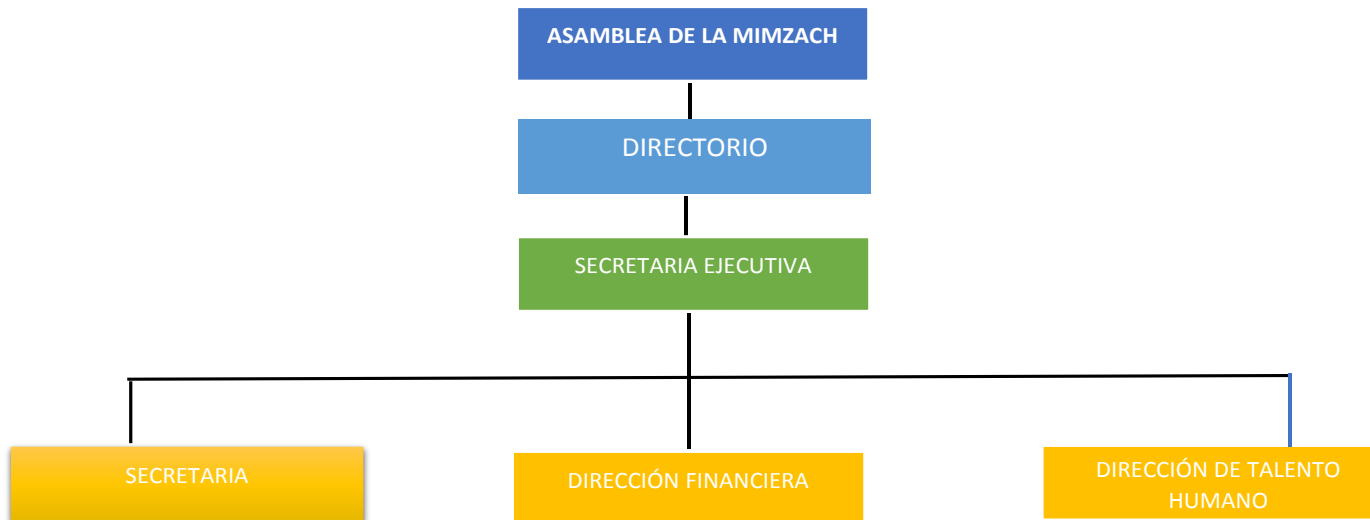 ASAMBLEA DE LA MIMZACH
DIRECTORIO
SECRETARIA EJECUTIVA
SECRETARIA
DIRECCIÓN FINANCIERA
DIRECCIÓN DE TALENTO
HUMANO